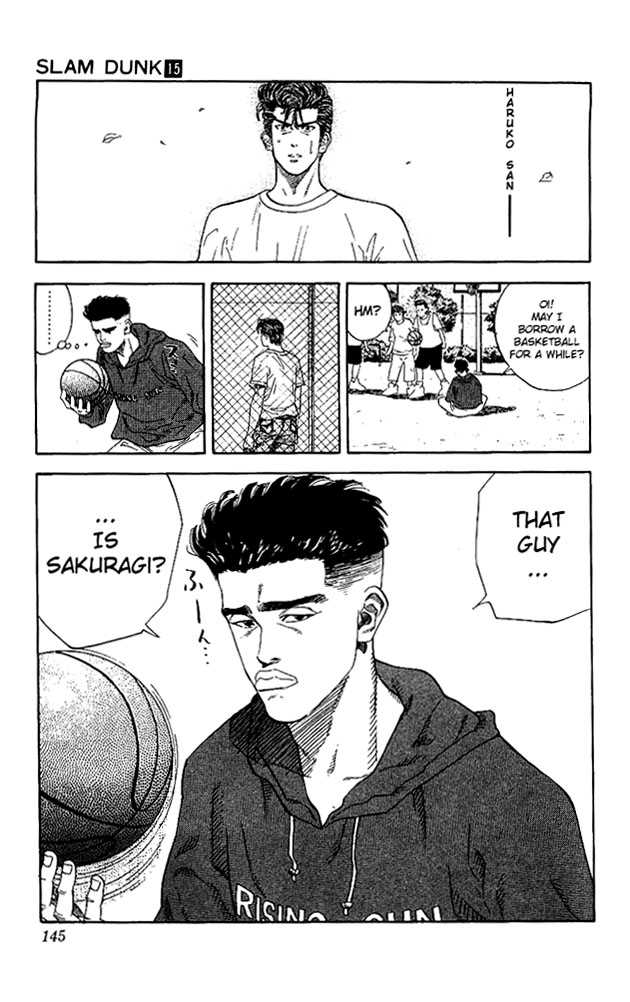 SLAM DUNK 15
HARUKO SAN—
OI!
MAY I
BORROW A
BASKETBALL
FOR A WHILE?
HM?
.......
THAT
GUY
...
...
IS
SAKURAGI?
ふーん…
RISING SUN
145